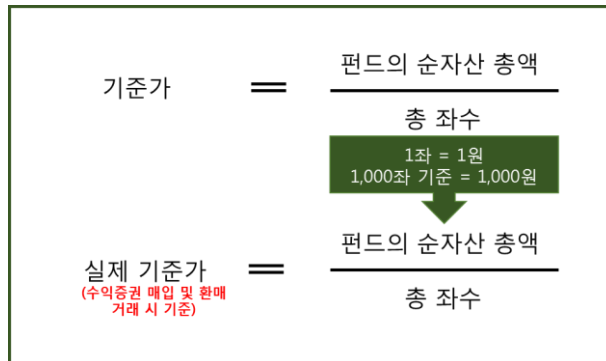 기준가 = 펀드의 순자산 총액
총 좌수
1좌 = 1원
1,000좌 기준 = 1,000원
실제 기준가 = 펀드의 순자산 총액
총 좌수
(수익증권 매입 및 환매
거래 시 기준)